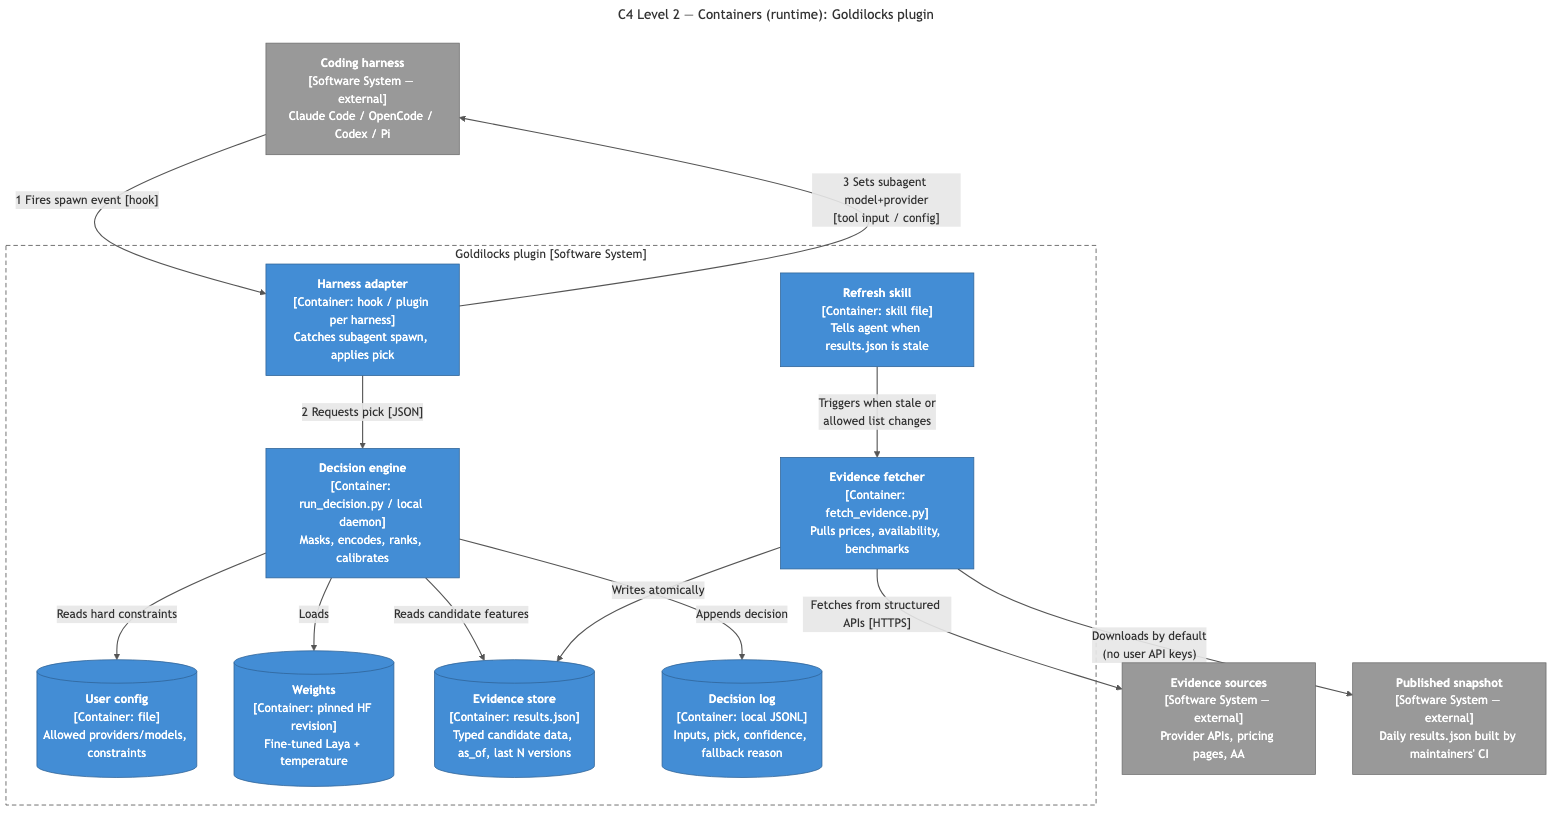 C4 Level 2 — Containers (runtime): Goldilocks plugin
Coding harness
[Software System —
external]
Claude Code / OpenCode /
Codex / Pi
1 Fires spawn event [hook]
3 Sets subagent
model+provider
[tool input / config]
Goldilocks plugin [Software System]
Harness adapter
[Container: hook / plugin
per harness]
Catches subagent spawn,
applies pick
Refresh skill
[Container: skill file]
Tells agent when
results.json is stale
2 Requests pick [JSON]
Triggers when stale or
allowed list changes
Decision engine
[Container:
run_decision.py / local
daemon]
Masks, encodes, ranks,
calibrates
Evidence fetcher
[Container:
fetch_evidence.py]
Pulls prices, availability,
benchmarks
Reads hard constraints
Loads
Reads candidate features
Writes atomically
Appends decision
Fetches from structured
APIs [HTTPS]
Downloads by default
(no user API keys)
User config
[Container: file]
Allowed providers/models,
constraints
Weights
[Container: pinned HF
revision]
Fine-tuned Laya +
temperature
Evidence store
[Container: results.json]
Typed candidate data,
as_of, last N versions
Decision log
[Container: local JSONL]
Inputs, pick, confidence,
fallback reason
Evidence sources
[Software System —
external]
Provider APIs, pricing
pages, AA
Published snapshot
[Software System —
external]
Daily results.json built by
maintainers' CI